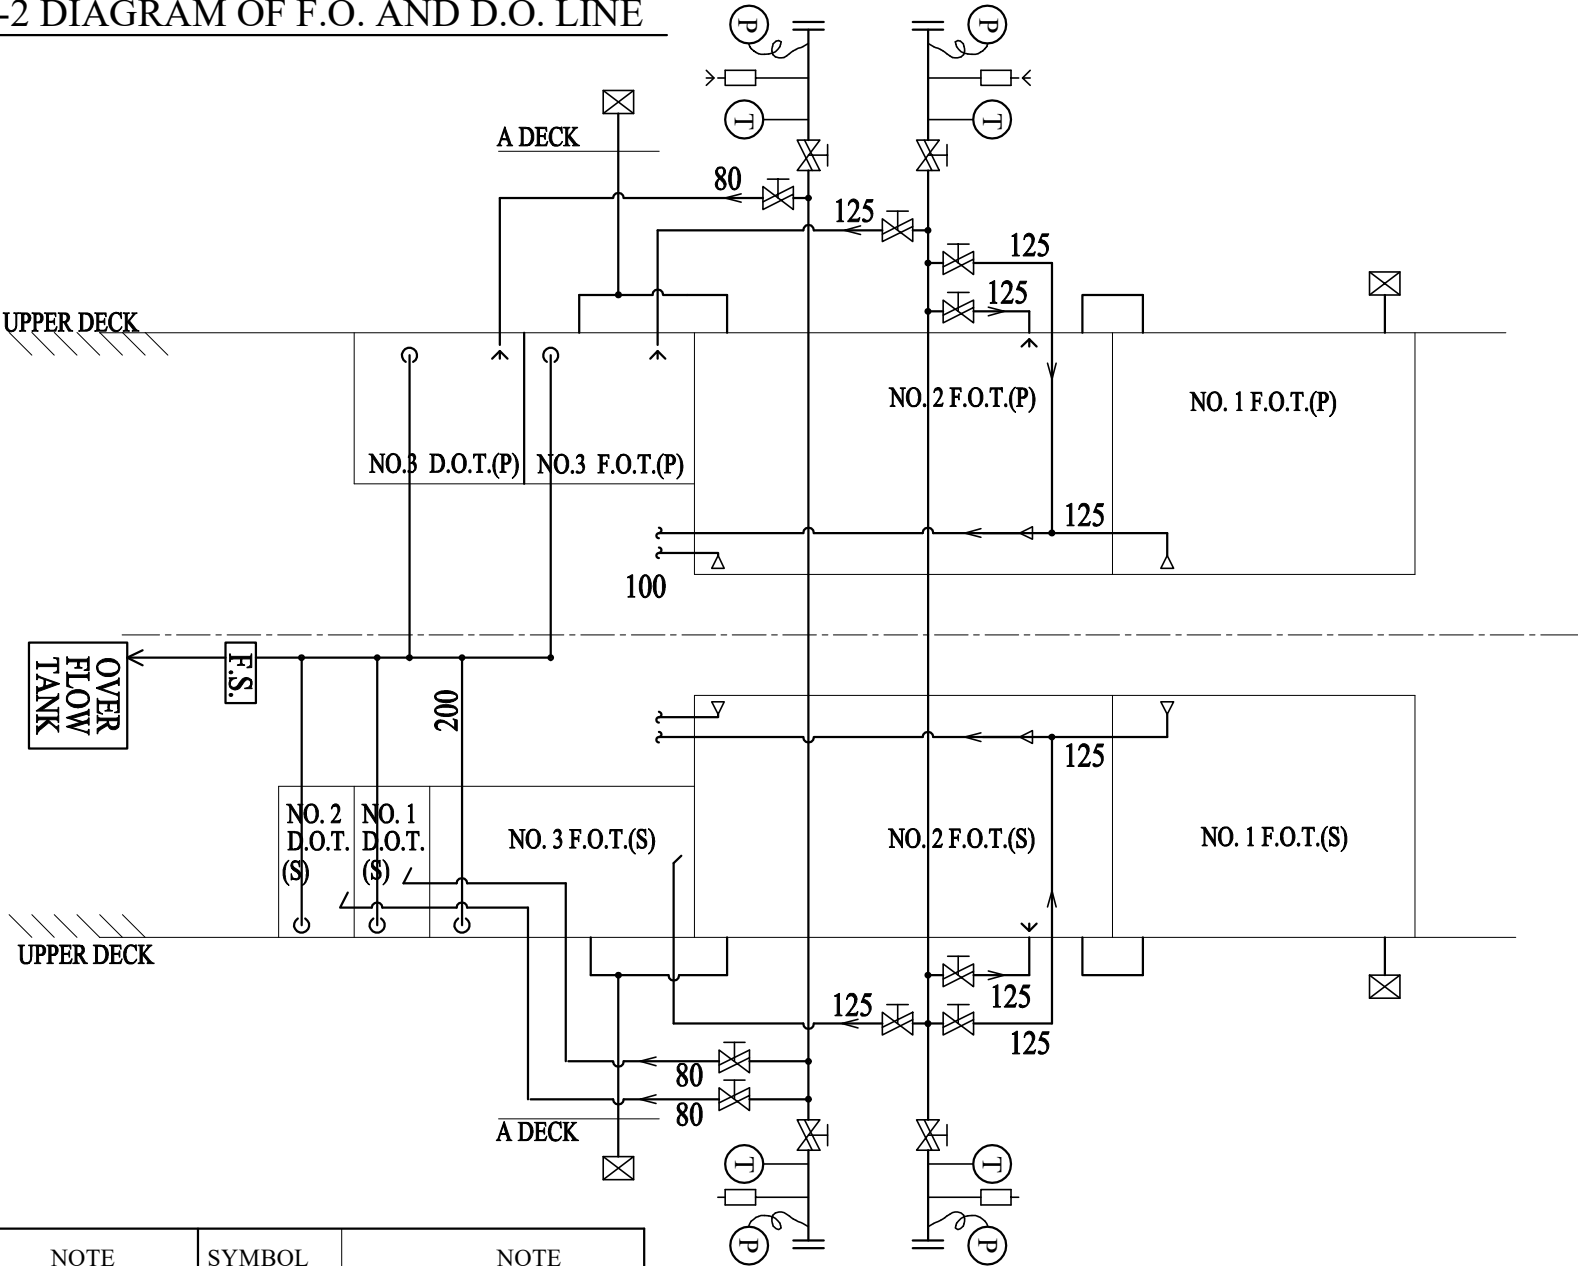 -2 DIAGRAM OF F.O. AND D.O. LINE
P
P
T
T
A DECK
80
125
125
125
UPPER DECK
NO. 2 F.O.T.(P)
NO. 1 F.O.T.(P)
NO.3 D.O.T.(P)
NO.3 F.O.T.(P)
125
100
OVER
FLOW
TANK
F.S.
200
125
NO. 2
D.O.T.
(S)
NO. 1
D.O.T.
(S)
NO. 3 F.O.T.(S)
NO. 2 F.O.T.(S)
NO. 1 F.O.T.(S)
UPPER DECK
125
125
125
80
80
A DECK
T
T
P
P
NOTE
SYMBOL
NOTE